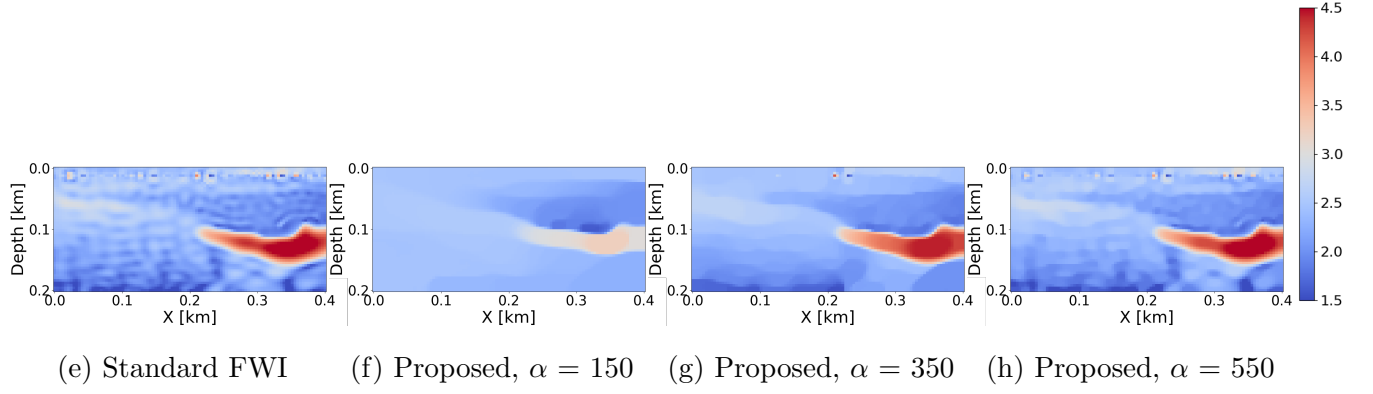 4.5
4.0
3.5
3.0
2.5
2.0
1.5
0.0 0.0 0.0 0.0
Depth [km] Depth [km] Depth [km] Depth [km]
0.1 0.1 0.1 0.1
0.2 0.2 0.2 0.2
0.0 0.1 0.2 0.3 0.4 0.0 0.1 0.2 0.3 0.4 0.0 0.1 0.2 0.3 0.4 0.0 0.1 0.2 0.3 0.4
X [km] X [km] X [km] X [km]
(e) Standard FWI (f) Proposed, α = 150 (g) Proposed, α = 350 (h) Proposed, α = 550